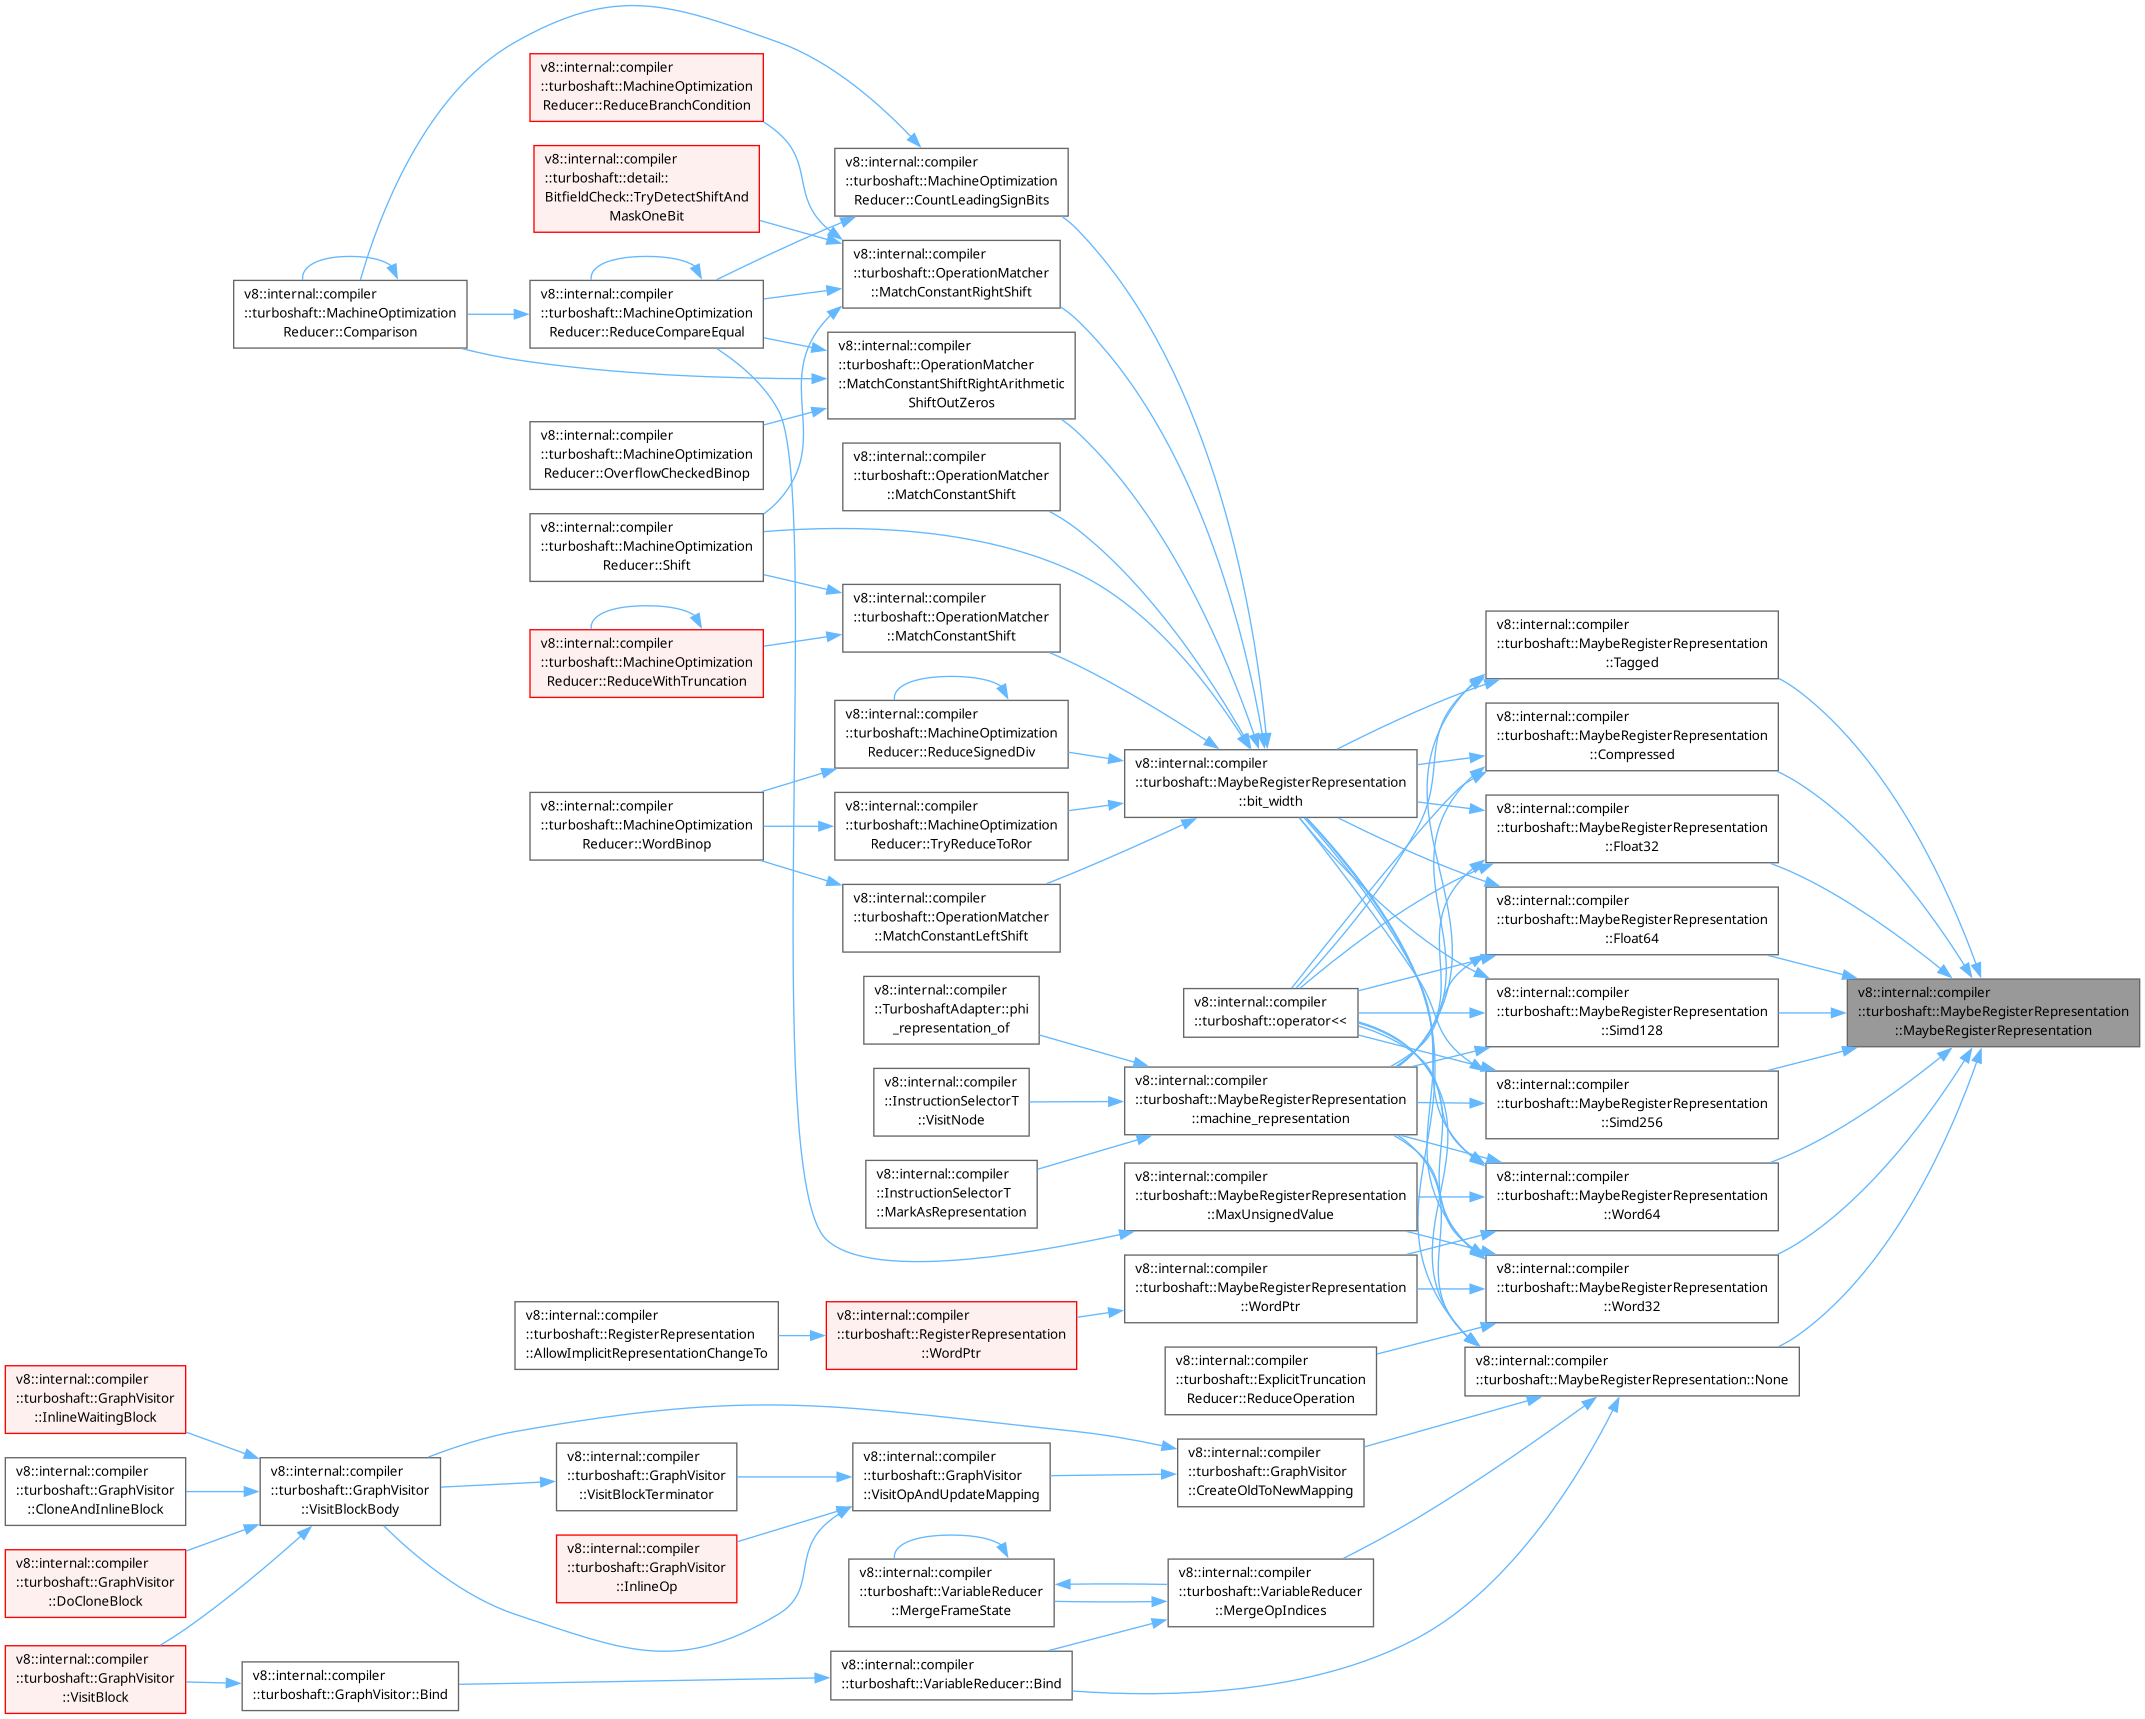 v8::internal::compiler
::turboshaft::MachineOptimization
Reducer::ReduceBranchCondition
v8::internal::compiler
::turboshaft::detail::
BitfieldCheck::TryDetectShiftAnd
MaskOneBit
v8::internal::compiler
::turboshaft::MachineOptimization
Reducer::CountLeadingSignBits
v8::internal::compiler
::turboshaft::OperationMatcher
::MatchConstantRightShift
v8::internal::compiler
::turboshaft::MachineOptimization
Reducer::Comparison
v8::internal::compiler
::turboshaft::MachineOptimization
Reducer::ReduceCompareEqual
v8::internal::compiler
::turboshaft::OperationMatcher
::MatchConstantShiftRightArithmetic
ShiftOutZeros
v8::internal::compiler
::turboshaft::MachineOptimization
Reducer::OverflowCheckedBinop
v8::internal::compiler
::turboshaft::OperationMatcher
::MatchConstantShift
v8::internal::compiler
::turboshaft::MachineOptimization
Reducer::Shift
v8::internal::compiler
::turboshaft::OperationMatcher
::MatchConstantShift
v8::internal::compiler
::turboshaft::MachineOptimization
Reducer::ReduceWithTruncation
v8::internal::compiler
::turboshaft::MachineOptimization
Reducer::ReduceSignedDiv
v8::internal::compiler
::turboshaft::MachineOptimization
Reducer::WordBinop
v8::internal::compiler
::turboshaft::MachineOptimization
Reducer::TryReduceToRor
v8::internal::compiler
::turboshaft::OperationMatcher
::MatchConstantLeftShift
v8::internal::compiler
::turboshaft::MaybeRegisterRepresentation
::bit_width
v8::internal::compiler
::turboshaft::MaybeRegisterRepresentation
::Tagged
v8::internal::compiler
::turboshaft::MaybeRegisterRepresentation
::Compressed
v8::internal::compiler
::turboshaft::MaybeRegisterRepresentation
::Float32
v8::internal::compiler
::turboshaft::MaybeRegisterRepresentation
::Float64
v8::internal::compiler
::turboshaft::MaybeRegisterRepresentation
::Simd128
v8::internal::compiler
::turboshaft::MaybeRegisterRepresentation
::MaybeRegisterRepresentation
v8::internal::compiler
::turboshaft::operator<<
v8::internal::compiler
::TurboshaftAdapter::phi
_representation_of
v8::internal::compiler
::InstructionSelectorT
::VisitNode
v8::internal::compiler
::turboshaft::MaybeRegisterRepresentation
::machine_representation
v8::internal::compiler
::turboshaft::MaybeRegisterRepresentation
::Simd256
v8::internal::compiler
::InstructionSelectorT
::MarkAsRepresentation
v8::internal::compiler
::turboshaft::MaybeRegisterRepresentation
::MaxUnsignedValue
v8::internal::compiler
::turboshaft::MaybeRegisterRepresentation
::Word64
v8::internal::compiler
::turboshaft::MaybeRegisterRepresentation
::WordPtr
v8::internal::compiler
::turboshaft::MaybeRegisterRepresentation
::Word32
v8::internal::compiler
::turboshaft::RegisterRepresentation
::AllowImplicitRepresentationChangeTo
v8::internal::compiler
::turboshaft::RegisterRepresentation
::WordPtr
v8::internal::compiler
::turboshaft::ExplicitTruncation
Reducer::ReduceOperation
v8::internal::compiler
::turboshaft::MaybeRegisterRepresentation::None
v8::internal::compiler
::turboshaft::GraphVisitor
::InlineWaitingBlock
v8::internal::compiler
::turboshaft::GraphVisitor
::CloneAndInlineBlock
v8::internal::compiler
::turboshaft::GraphVisitor
::VisitBlockBody
v8::internal::compiler
::turboshaft::GraphVisitor
::VisitBlockTerminator
v8::internal::compiler
::turboshaft::GraphVisitor
::VisitOpAndUpdateMapping
v8::internal::compiler
::turboshaft::GraphVisitor
::CreateOldToNewMapping
v8::internal::compiler
::turboshaft::GraphVisitor
::DoCloneBlock
v8::internal::compiler
::turboshaft::GraphVisitor
::InlineOp
v8::internal::compiler
::turboshaft::VariableReducer
::MergeFrameState
v8::internal::compiler
::turboshaft::VariableReducer
::MergeOpIndices
v8::internal::compiler
::turboshaft::GraphVisitor
::VisitBlock
v8::internal::compiler
::turboshaft::GraphVisitor::Bind
v8::internal::compiler
::turboshaft::VariableReducer::Bind